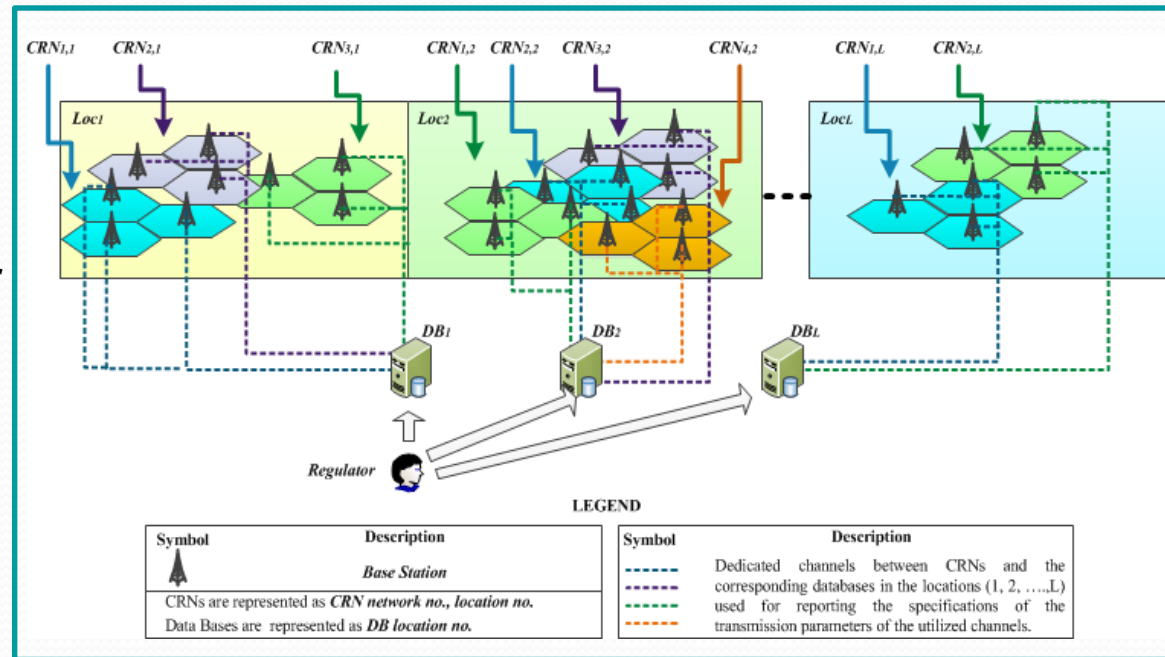 CRN1,1
CRN2,1
CRN3,1
CRN1,2
CRN2,2
CRN3,2
CRN4,2
CRN1,L
CRN2,L
Loc1
Loc2
LocL
DB1
DB2
DBL
Regulator
LEGEND
Symbol Description
Base Station
CRNs are represented as CRN network no., location no.
Data Bases are represented as DB location no.
Symbol Description
Dedicated channels between CRNs and the
corresponding databases in the locations (1, 2, ….,L)
used for reporting the specifications of the
transmission parameters of the utilized channels.